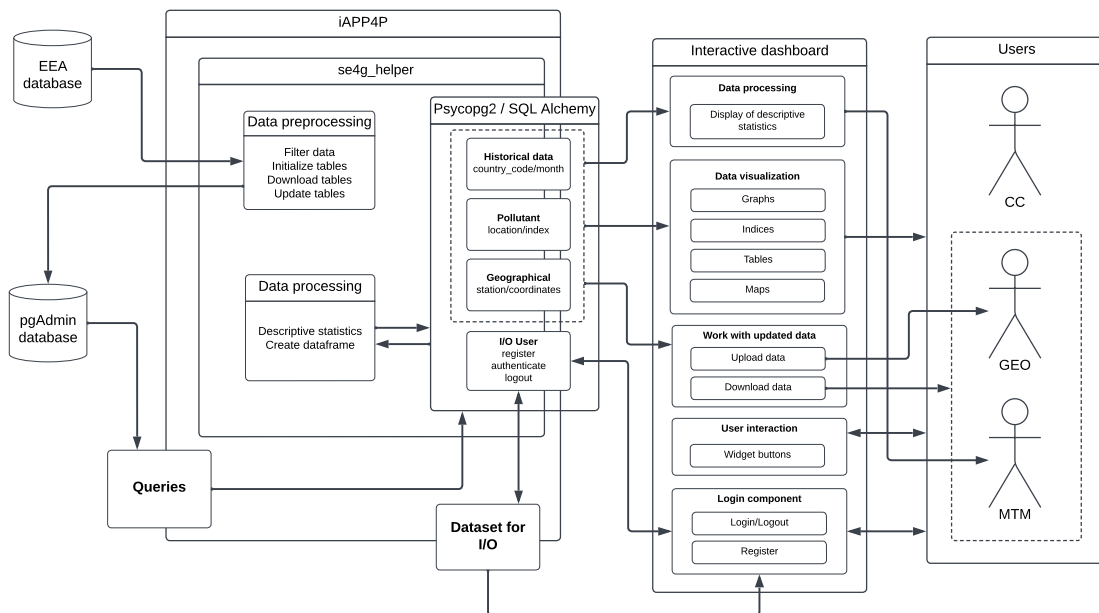 iAPP4P
EEA
database
se4g_helper
Data preprocessing
Filter data
Initialize tables
Download tables
Update tables
pgAdmin
database
Data processing
Descriptive statistics
Create dataframe
Queries
Psycopg2 / SQL Alchemy
Historical data
country_code/month
Pollutant
location/index
Geographical
station/coordinates
I/O User
register
authenticate
logout
Dataset for
I/O
Interactive dashboard
Data processing
Display of descriptive
statistics
Data visualization
Graphs
Indices
Tables
Maps
Work with updated data
Upload data
Download data
User interaction
Widget buttons
Login component
Login/Logout
Register
Users
CC
GEO
MTM